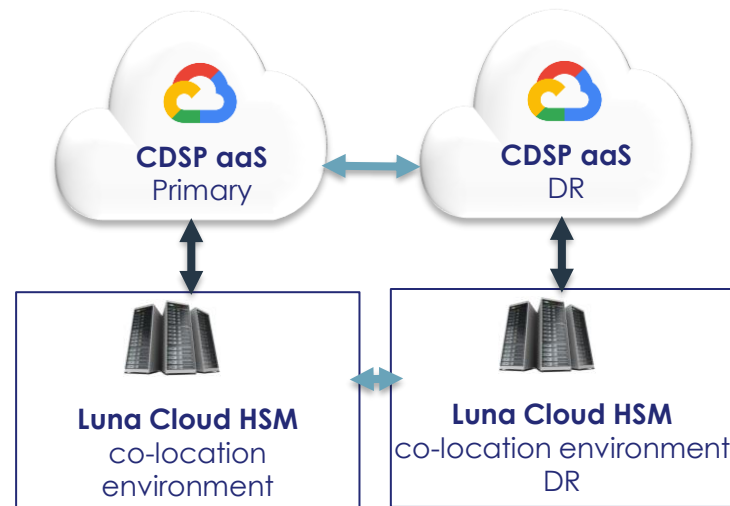 CDSP aaS
Primary
CDSP aaS
DR
Luna Cloud HSM
co-location
environment
Luna Cloud HSM
co-location environment
DR